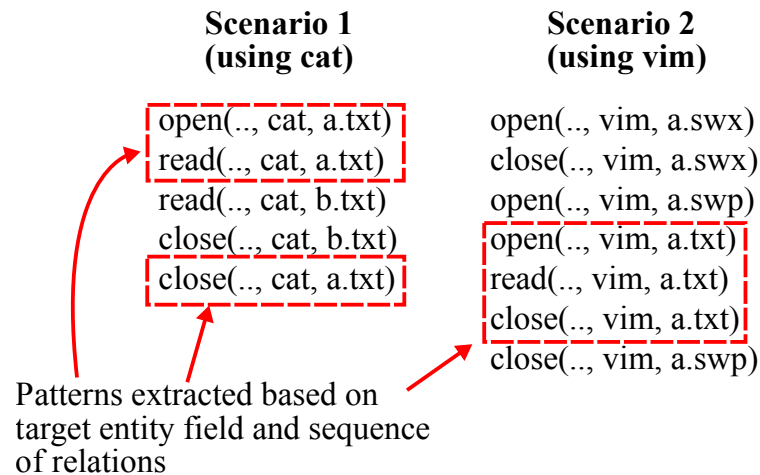 Scenario 1
(using cat)
open(.., cat, a.txt)
read(.., cat, a.txt)
read(.., cat, b.txt)
close(.., cat, b.txt)
close(.., cat, a.txt)
Scenario 2
(using vim)
open(.., vim, a.swx)
close(.., vim, a.swx)
open(.., vim, a.swp)
open(.., vim, a.txt)
read(.., vim, a.txt)
close(.., vim, a.txt)
close(.., vim, a.swp)
Patterns extracted based on
target entity field and sequence
of relations